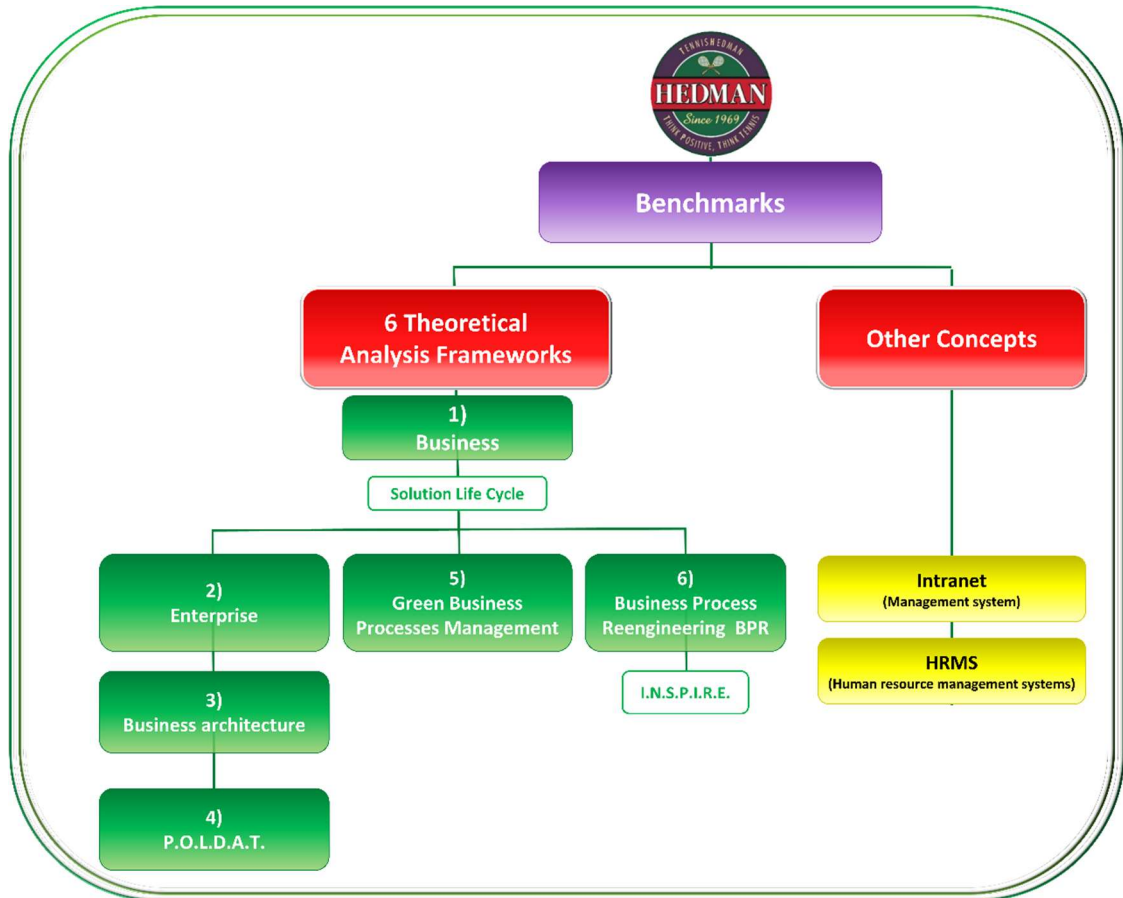 TENNISHEDMAN
HEDMAN
Since 1969
THINK POSITIVE, THINK TENNIS
Benchmarks
6 Theoretical
Analysis Frameworks
Other Concepts
1)
Business
Solution Life Cycle
2)
Enterprise
5)
Green Business
Processes Management
6)
Business Process
Reengineering BPR
Intranet
(Management system)
3)
Business architecture
I.N.S.P.I.R.E.
HRMS
(Human resource management systems)
4)
P.O.L.D.A.T.